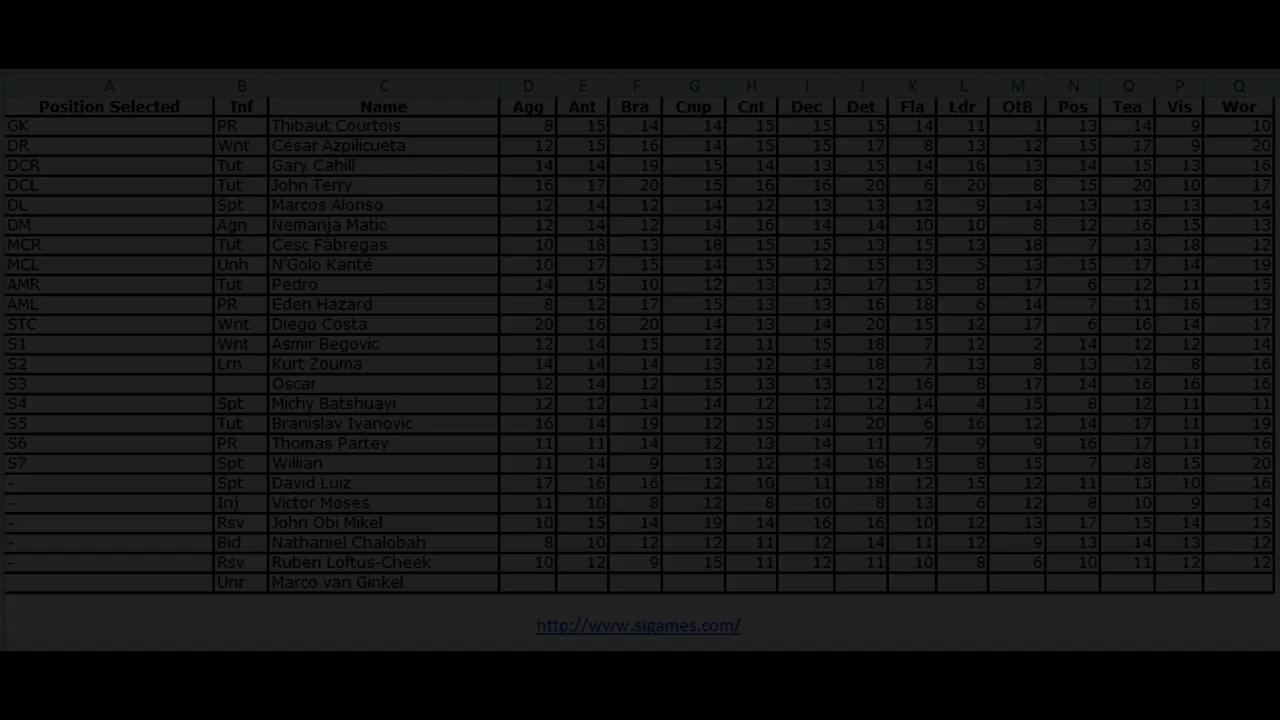 A B C D E F G H I J K L M N O P Q
Position Selected Inf Name Agg Ant Bra Cmp Cnt Dec Det Fla Ldr OtB Pos Tea Vis Wor
GK PR Thibaut Courtois 8 15 14 14 15 15 15 14 11 1 13 14 9 10
DR Wnt César Azpilicueta 12 15 16 14 15 15 17 8 13 12 15 17 9 20
DCR Tut Gary Cahill 14 14 19 15 14 13 15 14 16 13 14 15 13 16
DCL Tut John Terry 16 17 20 15 16 16 20 6 20 8 15 20 10 17
DL Spt Marcos Alonso 12 14 12 14 12 13 13 12 9 14 13 13 13 14
DM Agn Nemanja Matic 12 14 12 14 16 14 14 10 10 8 12 16 15 13
MCR Tut Cesc Fàbregas 10 18 13 18 15 15 13 15 13 18 7 13 18 12
MCL Unh N'Golo Kanté 10 17 15 14 15 12 15 13 5 13 15 17 14 19
AMR Tut Pedro 14 15 10 12 13 13 17 15 8 17 6 12 11 15
AML PR Eden Hazard 8 12 17 15 13 13 16 18 6 14 7 11 16 13
STC Wnt Diego Costa 20 16 20 14 13 14 20 15 12 17 6 16 14 17
S1 Wnt Asmir Begovic 12 14 15 12 11 15 18 7 12 2 14 12 12 14
S2 Lrn Kurt Zouma 14 14 14 13 12 14 18 7 13 8 13 12 8 16
S3 Oscar 12 14 12 15 13 13 12 16 8 17 14 16 16 16
S4 Spt Michy Batshuayi 12 12 14 14 12 12 12 14 4 15 8 12 11 11
S5 Tut Branislav Ivanovic 16 14 19 12 15 14 20 6 16 12 14 17 11 19
S6 PR Thomas Partey 11 11 14 12 13 14 11 7 9 9 16 17 11 16
S7 Spt Willian 11 14 9 13 12 14 16 15 8 15 7 18 15 20
- Spt David Luiz 17 16 16 12 10 11 18 12 15 12 11 13 10 16
- Inj Victor Moses 11 10 8 12 8 10 8 13 6 12 8 10 9 14
- Rsv John Obi Mikel 10 15 14 19 14 16 16 10 12 13 17 15 14 15
- Bid Nathaniel Chalobah 8 10 12 12 11 12 14 11 12 9 13 14 13 12
- Rsv Ruben Loftus-Cheek 10 12 9 15 11 12 11 10 8 6 10 11 12 12
Unr Marco van Ginkel
http://www.sigames.com/